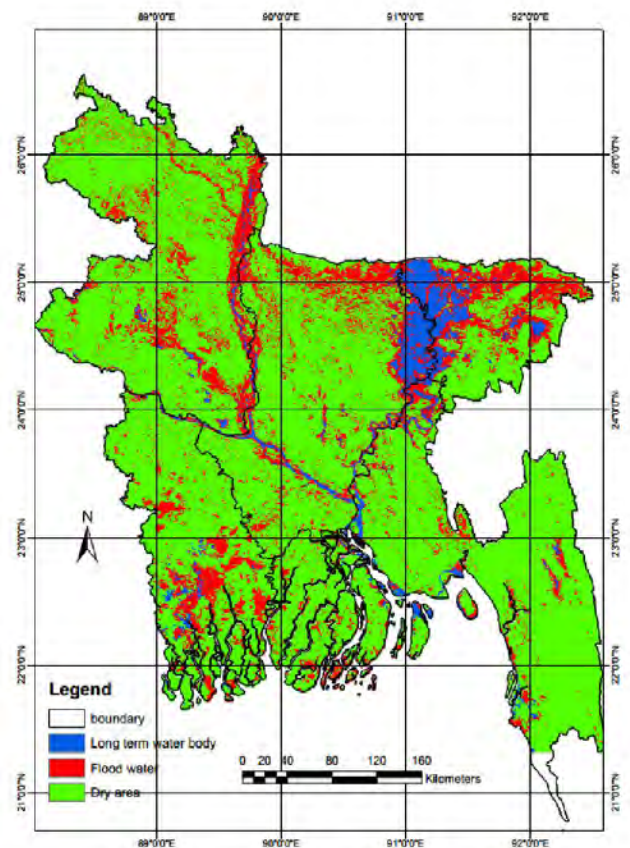 89°0'0"E 90°0'0"E 91°0'0"E 92°0'0"E
26°0'0"N 26°0'0"N
25°0'0"N 25°0'0"N
24°0'0"N 24°0'0"N
N
23°0'0"N 23°0'0"N
22°0'0"N 22°0'0"N
Legend
boundary
Long term water body
Flood water
Dry area
0 20 40 80 120 160
Kilometers
21°0'0"N 21°0'0"N
89°0'0"E 90°0'0"E 91°0'0"E 92°0'0"E